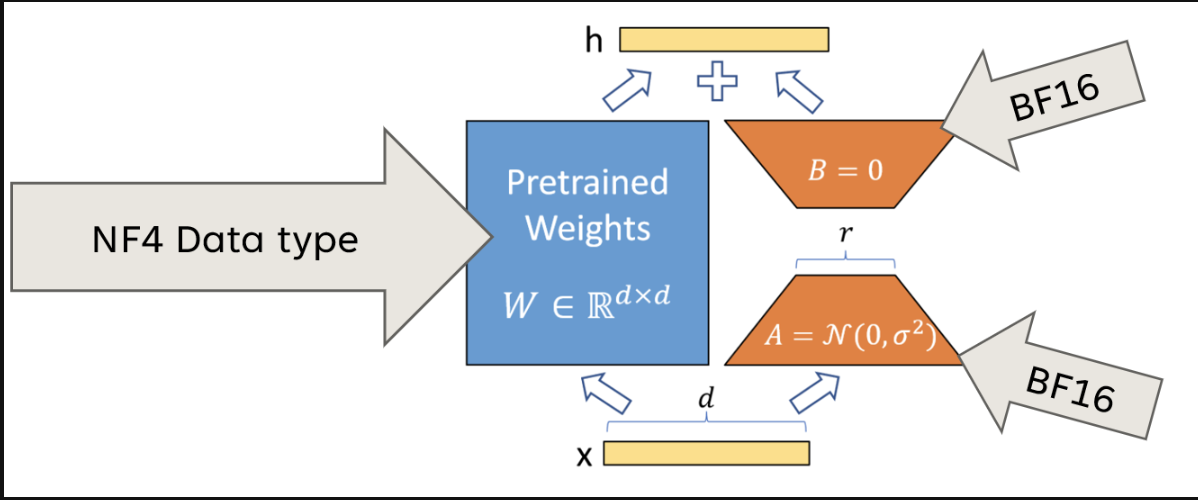 h
BF16
Pretrained
Weights
B = 0
NF4 Data type
r
W ∈ ℝ^{d×d}
A = 𝒩(0, σ²)
BF16
d
x